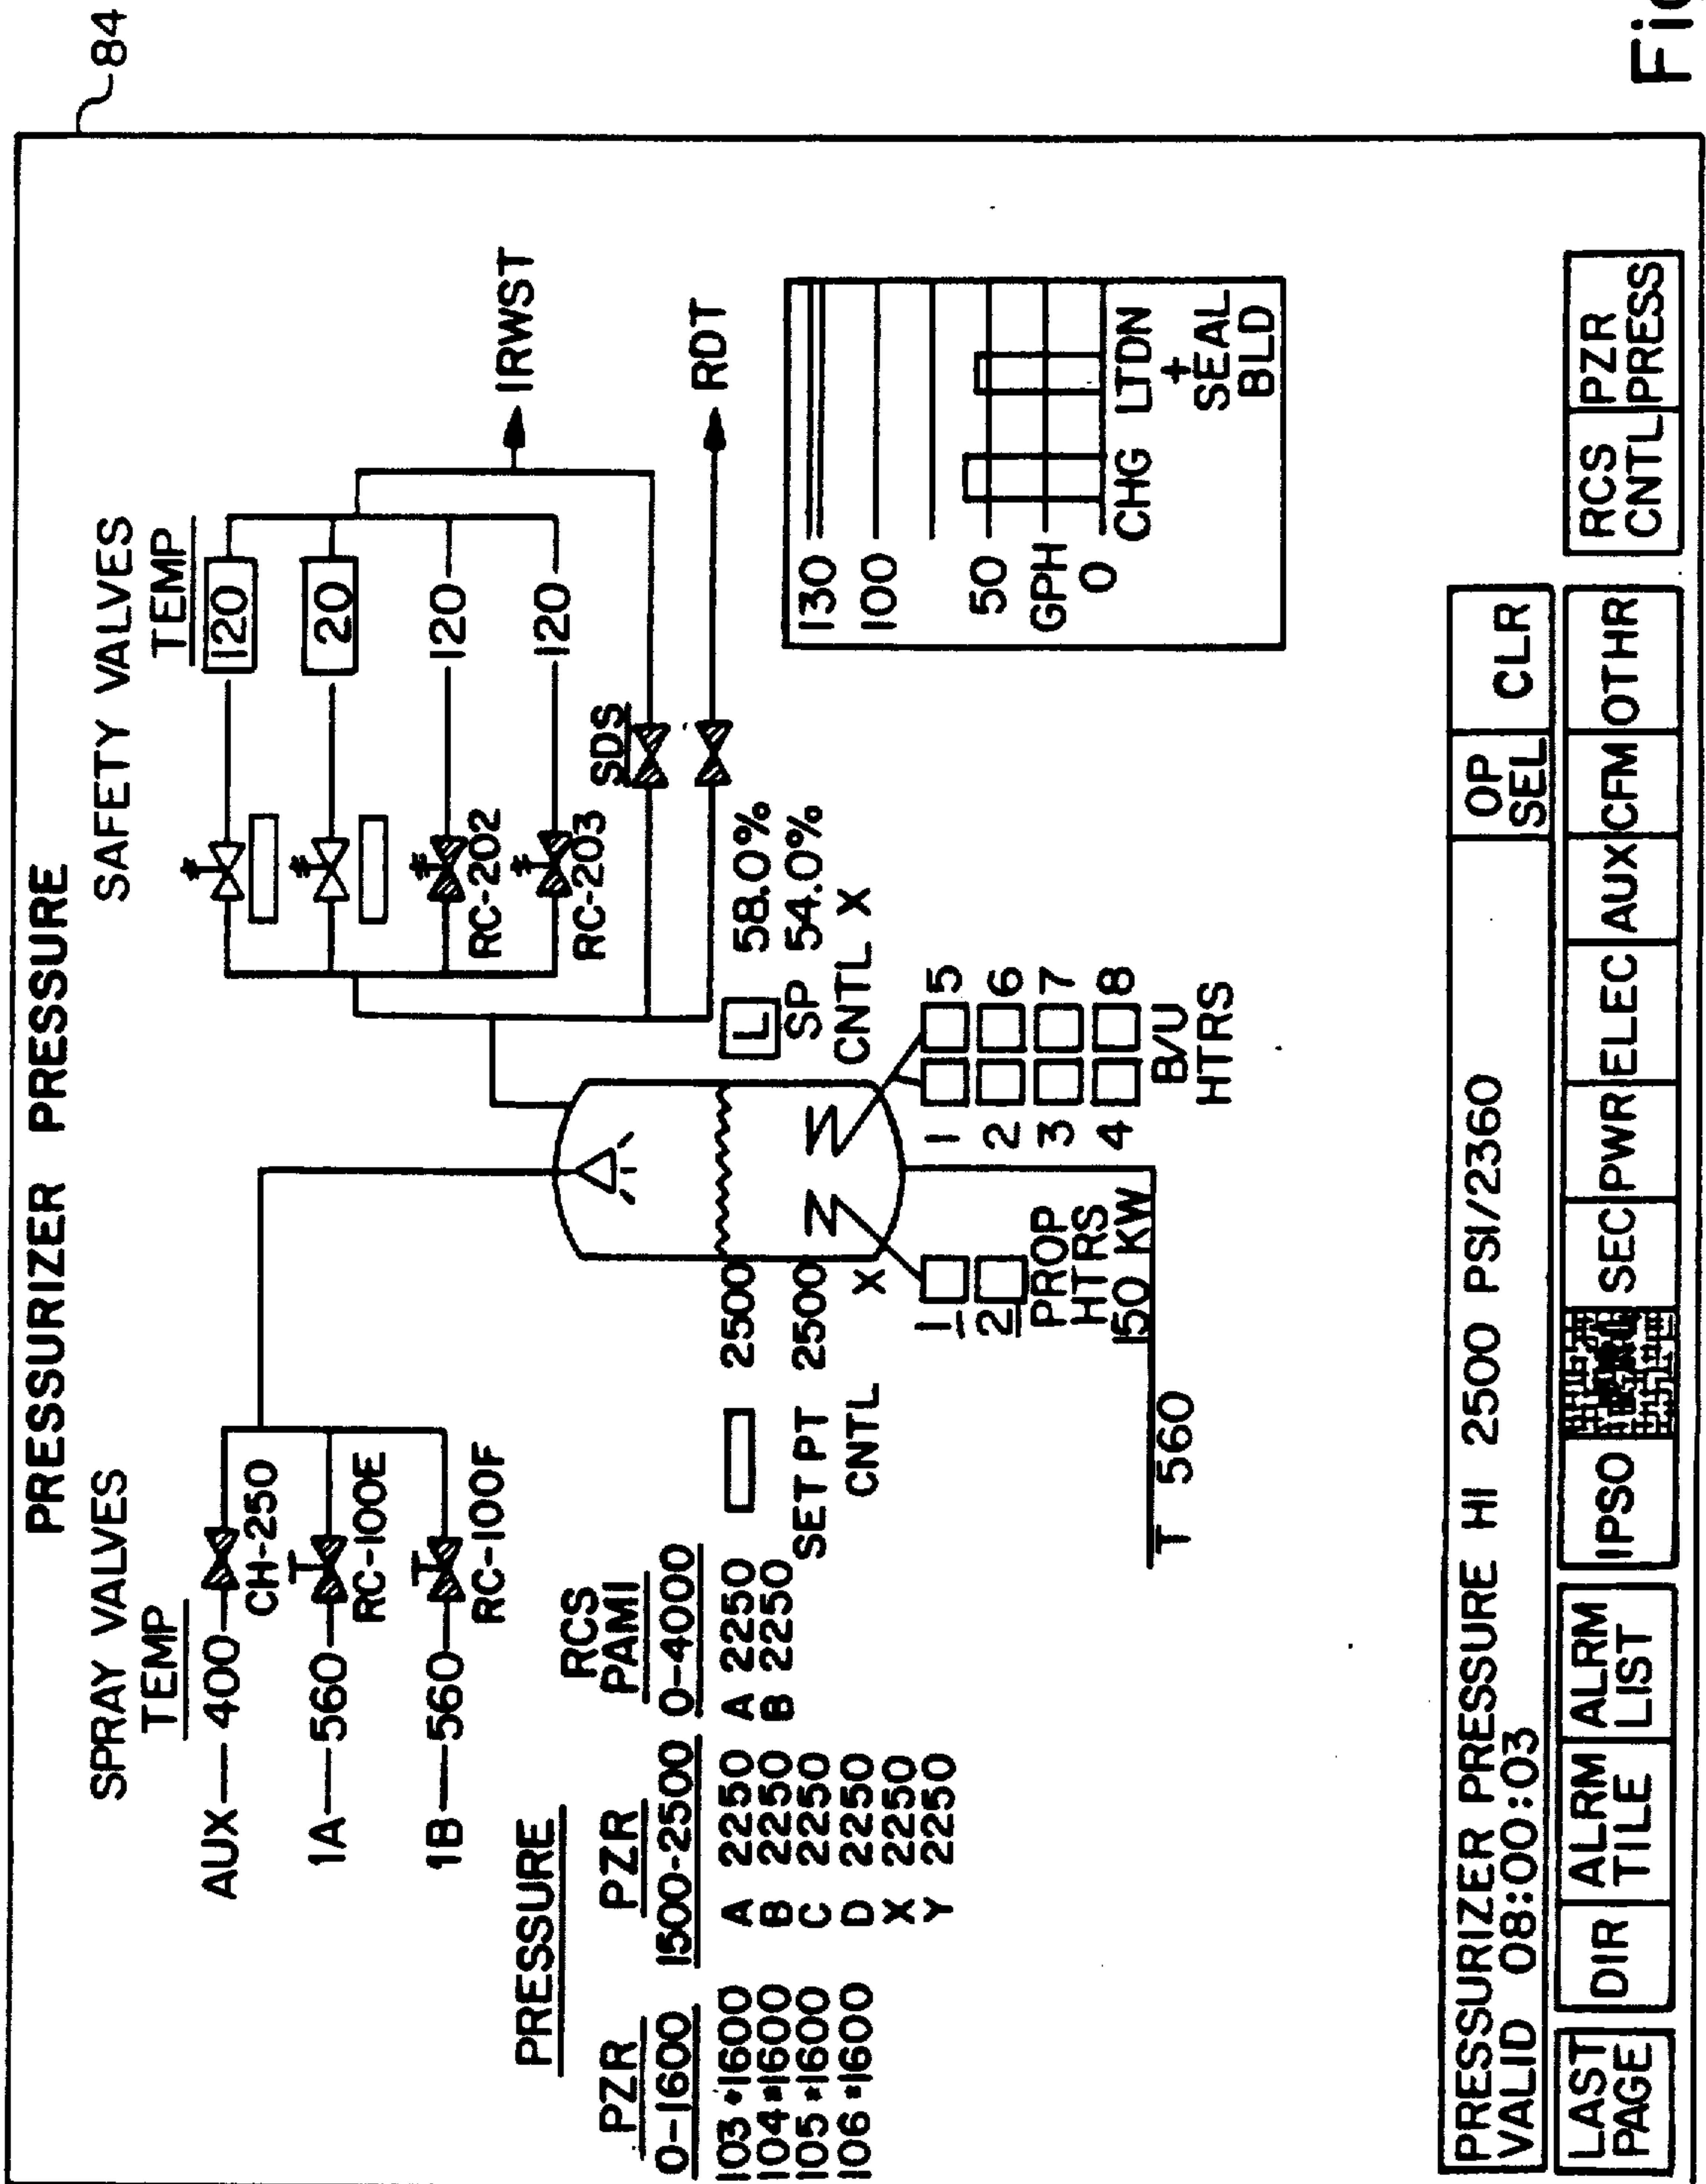 84
PRESSURIZER PRESSURE
SPRAY VALVES
TEMP
AUX 400
CH-250
1A 560
RC-100E
1B 560
RC-100F
SAFETY VALVES
TEMP
120
20
120
RC-202
120
RC-203
IRWST
SDS
RDT
PRESSURE
PZR
0-1600
103 *1600
104 *1600
105 *1600
106 *1600
PZR
1500-2500
A 2250
B 2250
C 2250
D 2250
X 2250
Y 2250
RCS
PAMI
0-4000
A 2250
B 2250
2500
SET PT 2500
CNTL X
L 58.0%
SP 54.0%
CNTL X
1
2
PROP
HTRS
150 KW
1 5
2 6
3 7
4 8
B/U
HTRS
T 560
130
100
50
GPH
0
CHG LTDN
+
SEAL
BLD
PRESSURIZER PRESSURE HI 2500 PSI/2360
VALID 08:00:03
OP
SEL
CLR
LAST
PAGE
DIR
ALRM
TILE
ALRM
LIST
IPSO
SEC
PWR
ELEC
AUX
CFM
OTHR
RCS
CNTL
PZR
PRESS